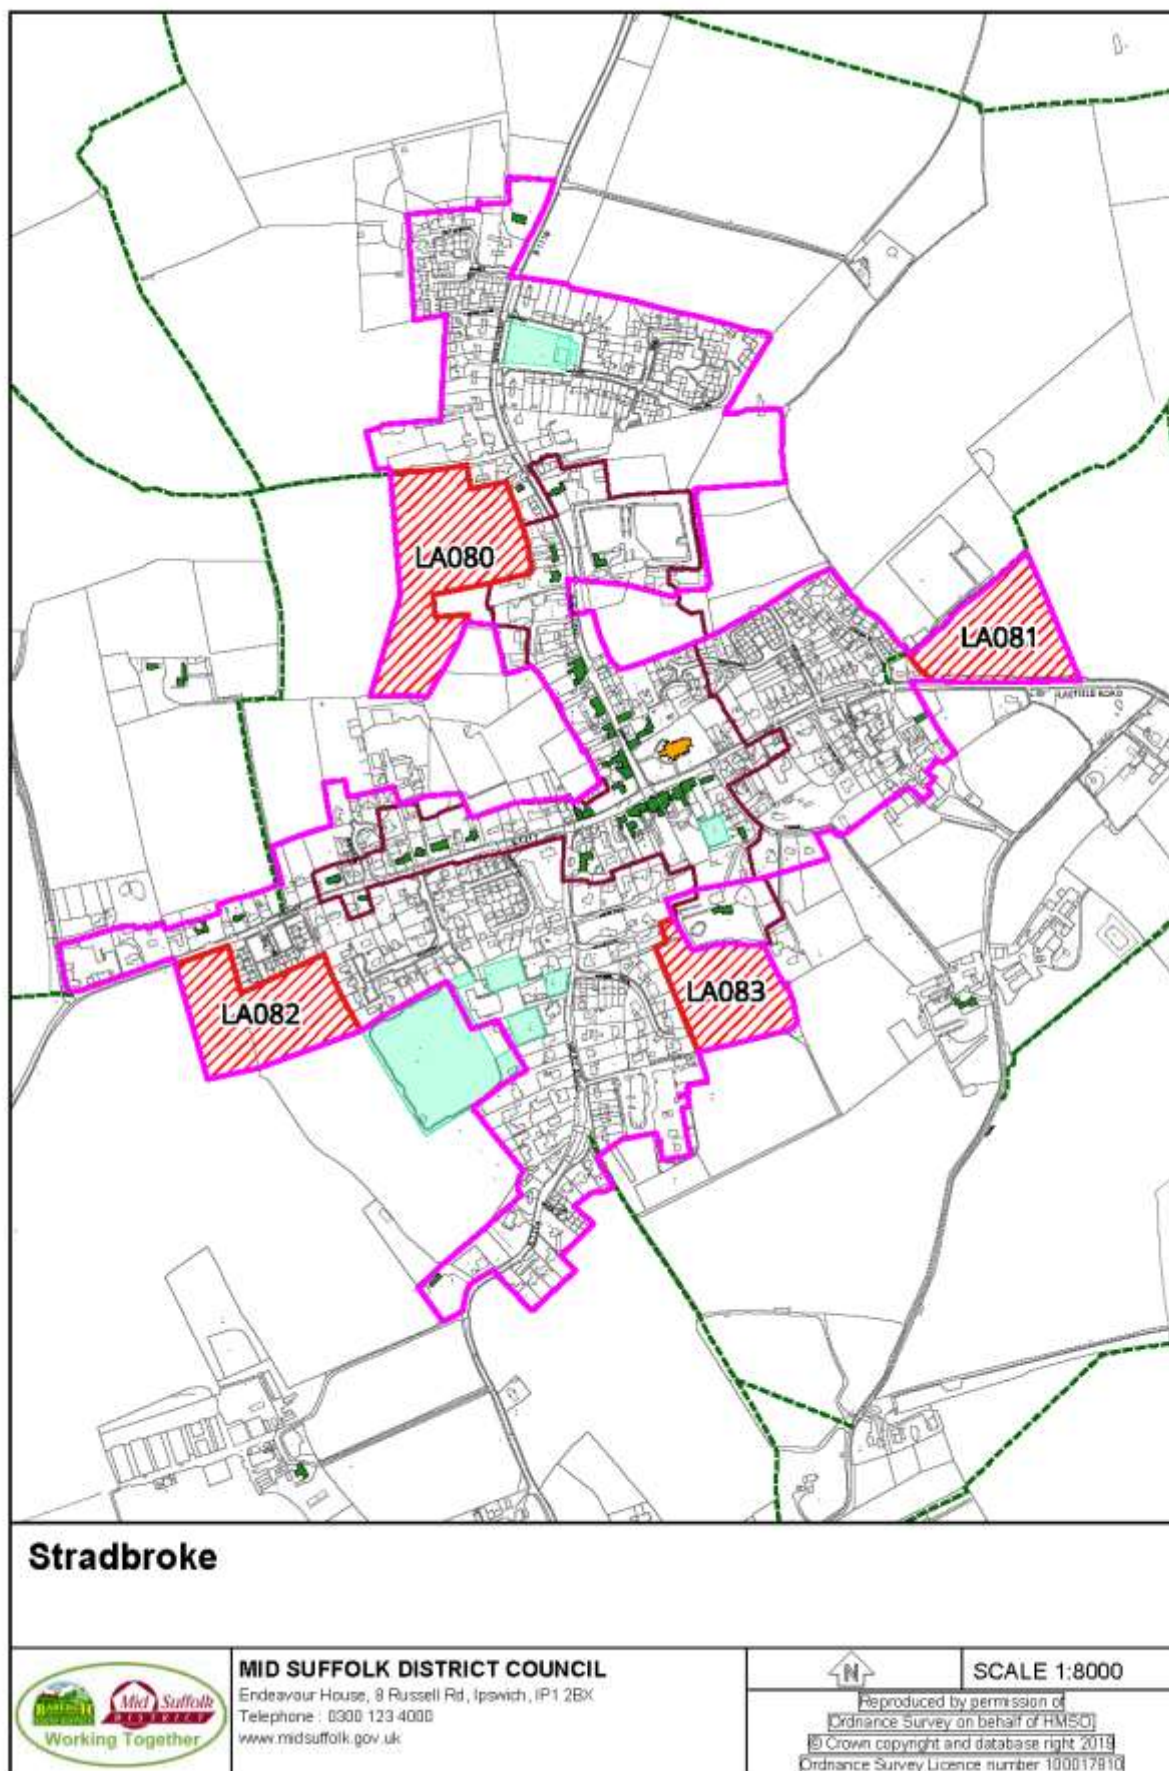 LA080
LA081
LA082
LA083
Stradbroke
Working Together
Mid Suffolk
DISTRICT
MID SUFFOLK DISTRICT COUNCIL
Endeavour House, 8 Russell Rd, Ipswich, IP1 2BX
Telephone : 0300 123 4000
www.midsuffolk.gov.uk
N
SCALE 1:8000
Reproduced by permission of
Ordnance Survey on behalf of HMSO
© Crown copyright and database right 2019
Ordnance Survey Licence number 100017810